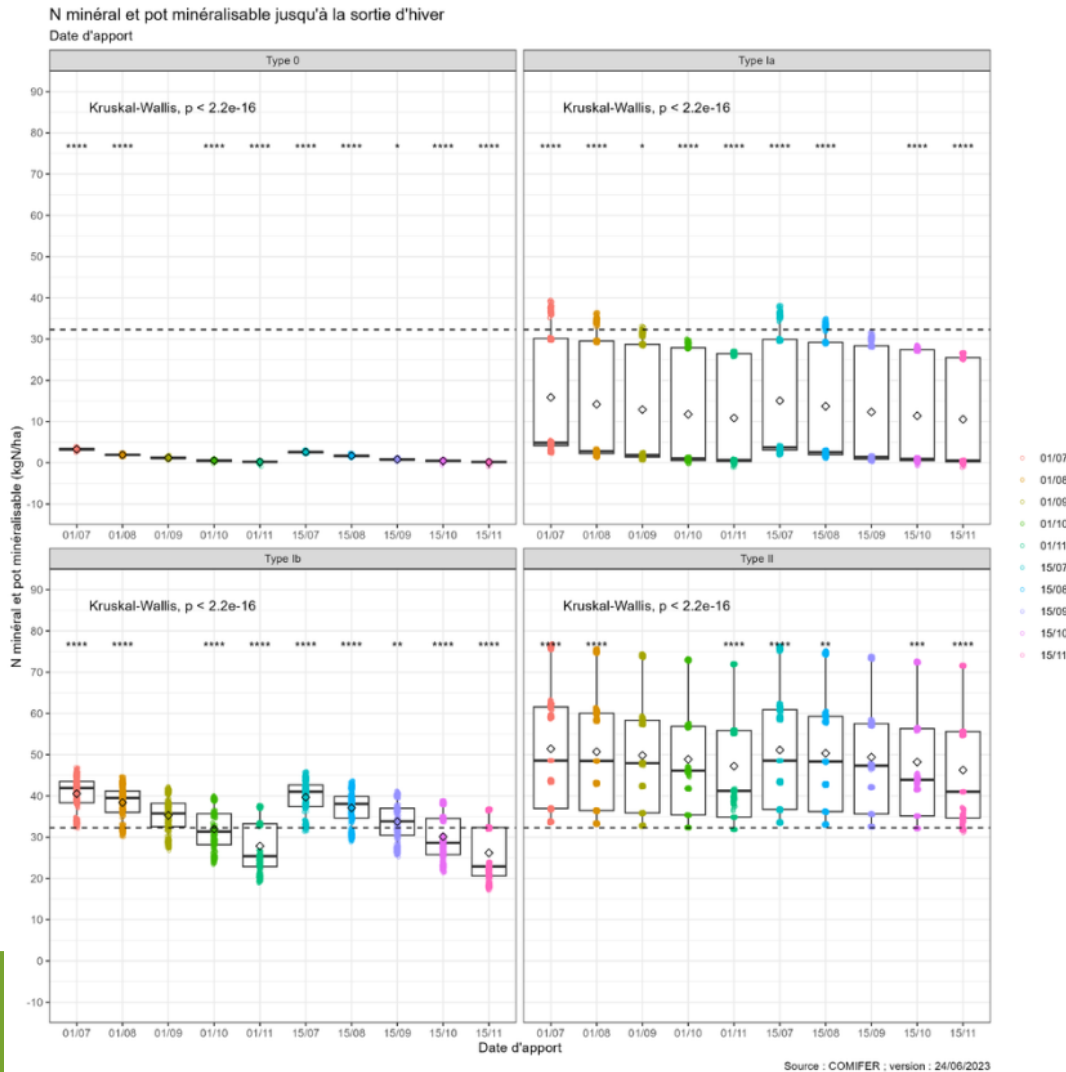 N minéral et pot minéralisable jusqu'à la sortie d'hiver
Date d'apport
Type 0
Type Ia
90
80
70
60
50
40
30
20
10
0
-10
Kruskal-Wallis, p < 2.2e-16
Kruskal-Wallis, p < 2.2e-16
**** **** **** **** **** **** * **** ****
**** **** * **** **** **** **** **** ****
01/07 01/08 01/09 01/10 01/11 15/07 15/08 15/09 15/10 15/11
01/07 01/08 01/09 01/10 01/11 15/07 15/08 15/09 15/10 15/11
N minéral et pot minéralisable (kgN/ha)
Type Ib
Type II
90
80
70
60
50
40
30
20
10
0
-10
Kruskal-Wallis, p < 2.2e-16
Kruskal-Wallis, p < 2.2e-16
**** **** **** **** **** **** ** **** ****
**** **** **** **** ** *** ****
01/07 01/08 01/09 01/10 01/11 15/07 15/08 15/09 15/10 15/11
01/07 01/08 01/09 01/10 01/11 15/07 15/08 15/09 15/10 15/11
Date d'apport
01/07
01/08
01/09
01/10
01/11
15/07
15/08
15/09
15/10
15/11
Source : COMIFER ; version : 24/06/2023